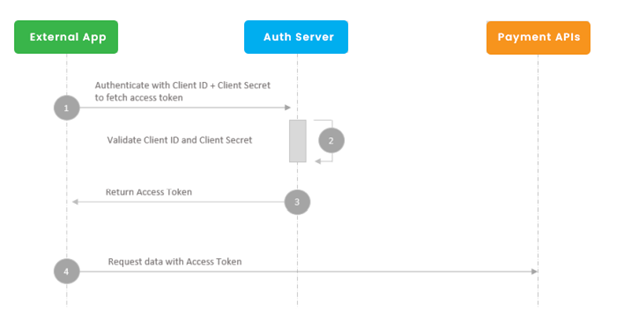 External App
Auth Server
Payment APIs
Authenticate with Client ID + Client Secret
to fetch access token
1
Validate Client ID and Client Secret
2
Return Access Token
3
Request data with Access Token
4